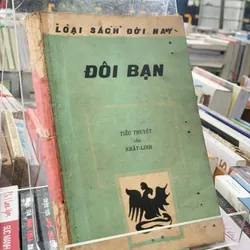 LOẠI SÁCH ĐỜI NAY
ĐÔI BẠN
TIỂU THUYẾT
của
NHẤT-LINH